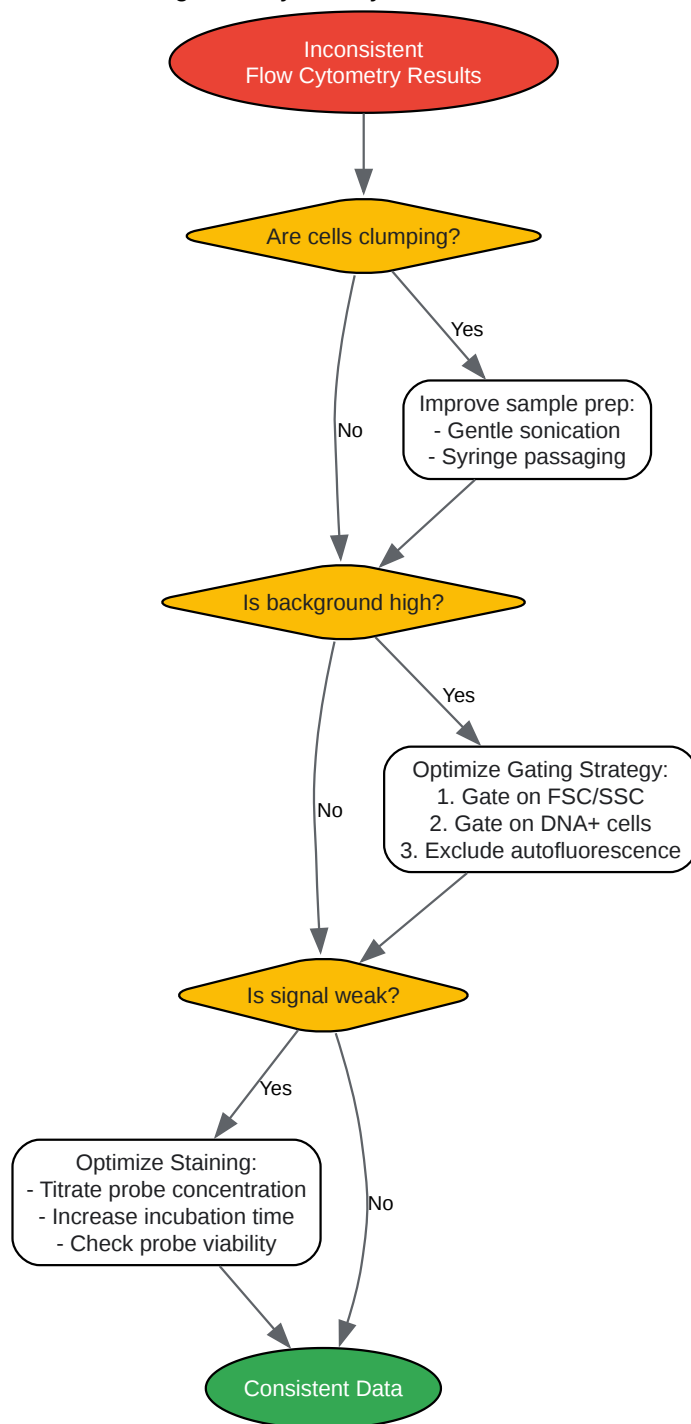 Inconsistent
Flow Cytometry Results
Are cells clumping?
Yes
Improve sample prep:
- Gentle sonication
- Syringe passaging
No
Is background high?
Yes
Optimize Gating Strategy:
1. Gate on FSC/SSC
2. Gate on DNA+ cells
3. Exclude autofluorescence
No
Is signal weak?
Yes
Optimize Staining:
- Titrate probe concentration
- Increase incubation time
- Check probe viability
No
Consistent Data